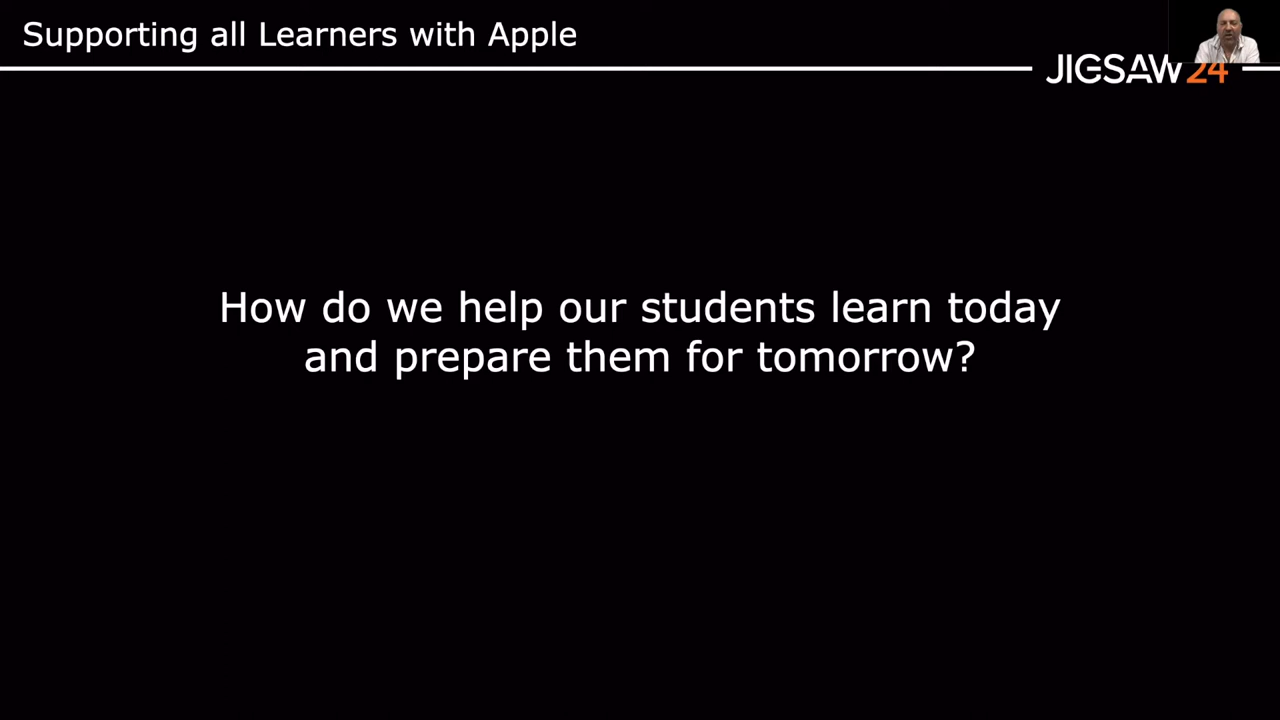 Supporting all Learners with Apple
JIGSAW24
How do we help our students learn today
and prepare them for tomorrow?